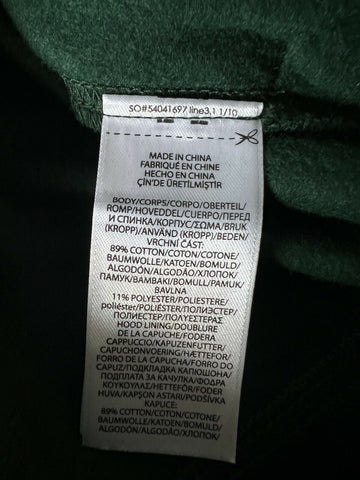 SO#54041697 line3,1 1/10
MADE IN CHINA
FABRIQUÉ EN CHINE
HECHO EN CHINA
ÇİN'DE ÜRETİLMİŞTİR
BODY/CORPS/CORPO/OBERTEIL/
ROMP/HOVEDDEL/CUERPO/ПЕРЕД
И СПИНКА/КОРПУС/ΣΩΜΑ/BRUK
(KROPP)/ANVÄND (KROPP)/BEDEN/
VRCHNÍ ČÁST:
89% COTTON/COTON/COTONE/
BAUMWOLLE/KATOEN/BOMULD/
ALGODÓN/ALGODÃO/ХЛОПОК/
ПАМУК/ΒΑΜΒΑΚΙ/BOMULL/PAMUK/
BAVLNA
11% POLYESTER/POLIESTERE/
POLIÉSTER/ПОЛИЭСТЕР/
ПОЛИЕСТЕР/ΠΟΛΥΕΣΤΕΡΑΣ
HOOD LINING/DOUBLURE
DE LA CAPUCHE/FODERA
CAPPUCCIO/KAPUZENFUTTER/
CAPUCHONVOERING/HÆTTEFOR/
FORRO DE LA CAPUCHA/FORRO DO
CAPUZ/ПОДКЛАДКА КАПЮШОНА/
ПОДПЛАТА ЗА КАЧУЛКА/ΦΟΔΡΑ
ΚΟΥΚΟΥΛΑΣ/HETTEFOR/FODER
HUVA/KAPŞON ASTARI/PODŠÍVKA
KAPUCE:
89% COTTON/COTON/COTONE/
BAUMWOLLE/KATOEN/BOMULD/
ALGODÓN/ALGODÃO/ХЛОПОК/